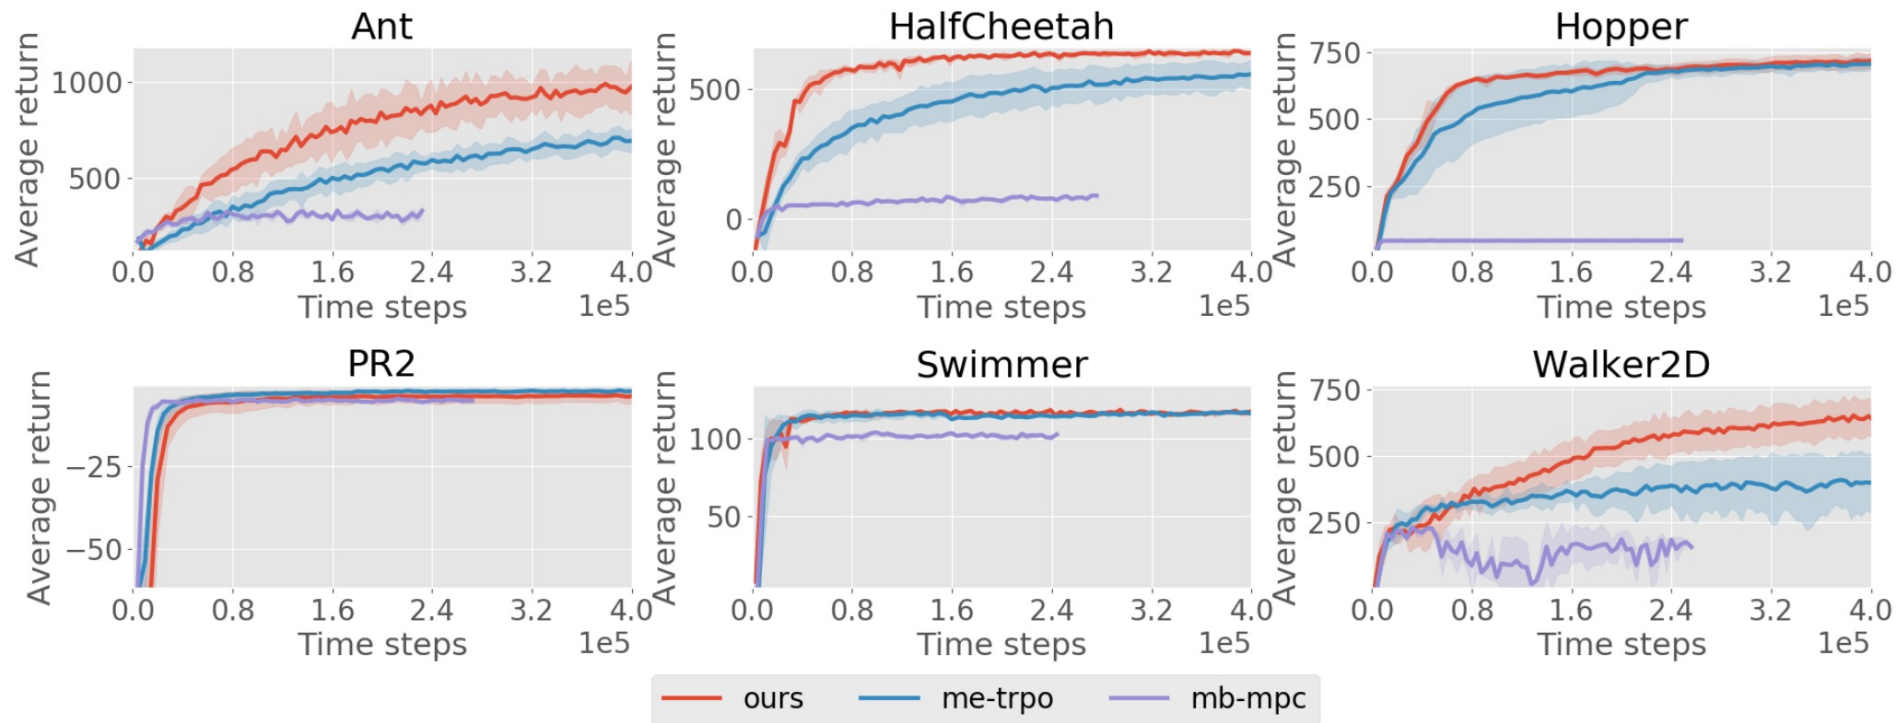 Ant
HalfCheetah
Hopper
Average return
1000
500
0.0 0.8 1.6 2.4 3.2 4.0
Time steps
1e5
Average return
500
0
0.0 0.8 1.6 2.4 3.2 4.0
Time steps
1e5
Average return
750
500
250
0.0 0.8 1.6 2.4 3.2 4.0
Time steps
1e5
PR2
Swimmer
Walker2D
Average return
−25
−50
0.0 0.8 1.6 2.4 3.2 4.0
Time steps
1e5
Average return
100
50
0.0 0.8 1.6 2.4 3.2 4.0
Time steps
1e5
Average return
750
500
250
0.0 0.8 1.6 2.4 3.2 4.0
Time steps
1e5
ours me-trpo mb-mpc